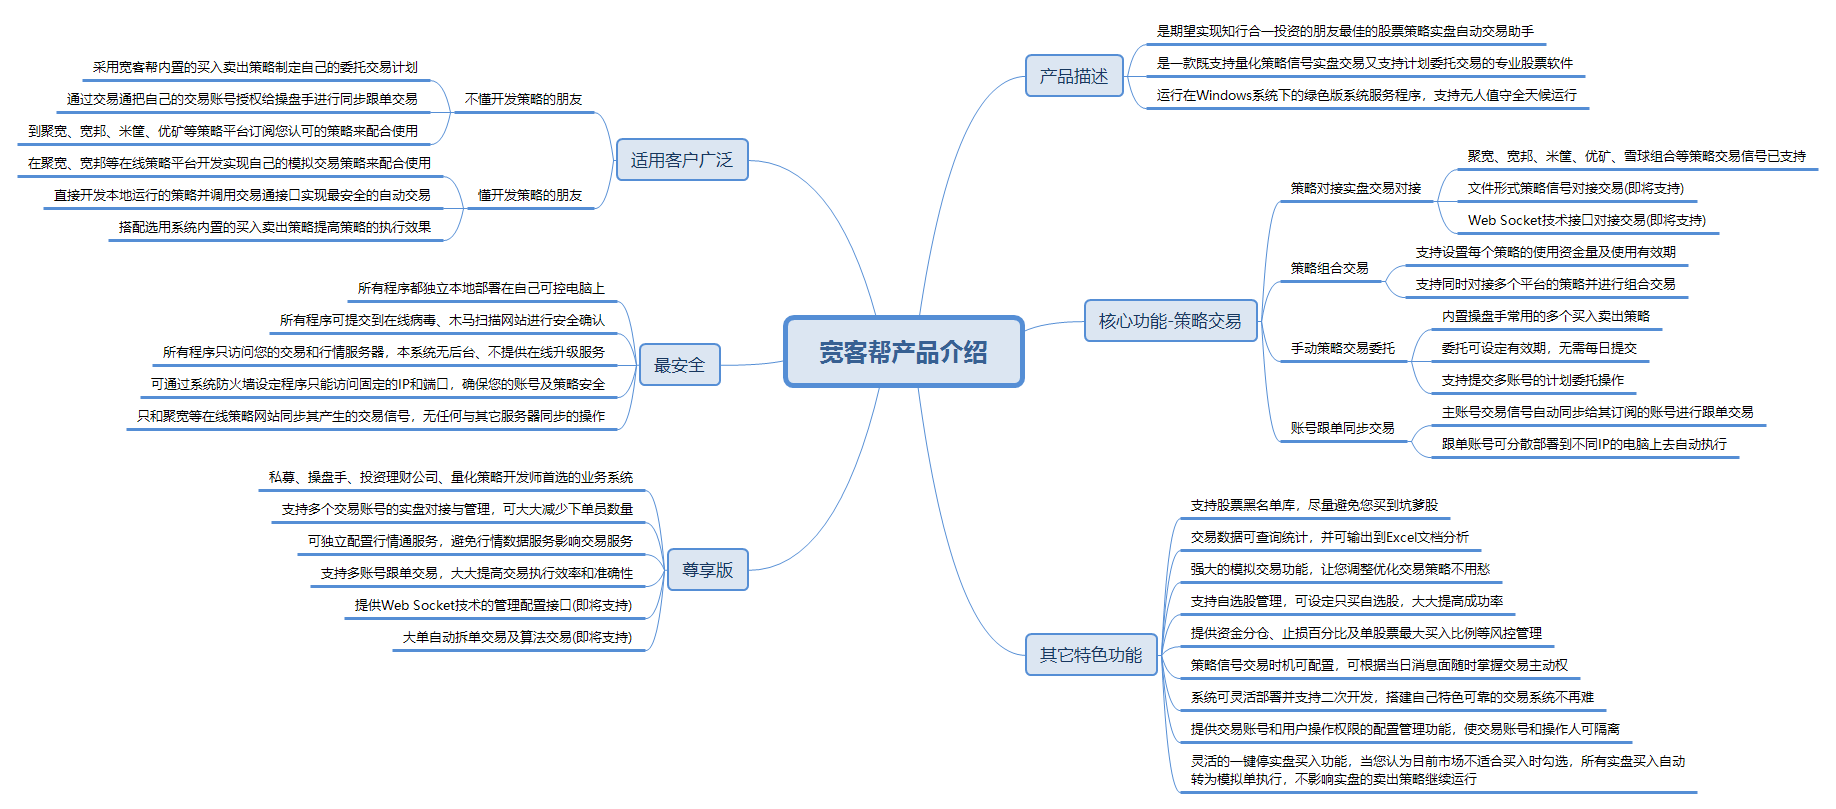 宽客帮产品介绍
产品描述
是期望实现知行合一投资的朋友最佳的股票策略实盘自动交易助手
是一款既支持量化策略信号实盘交易又支持计划委托交易的专业股票软件
运行在Windows系统下的绿色版系统服务程序，支持无人值守全天候运行
核心功能-策略交易
策略对接实盘交易对接
聚宽、宽邦、米筐、优矿、雪球组合等策略交易信号已支持
文件形式策略信号对接交易(即将支持)
Web Socket技术接口对接交易(即将支持)
策略组合交易
支持设置每个策略的使用资金量及使用有效期
支持同时对接多个平台的策略并进行组合交易
手动策略交易委托
内置操盘手常用的多个买入卖出策略
委托可设定有效期，无需每日提交
支持提交多账号的计划委托操作
账号跟单同步交易
主账号交易信号自动同步给其订阅的账号进行跟单交易
跟单账号可分散部署到不同IP的电脑上去自动执行
其它特色功能
支持股票黑名单库，尽量避免您买到坑爹股
交易数据可查询统计，并可输出到Excel文档分析
强大的模拟交易功能，让您调整优化交易策略不用愁
支持自选股管理，可设定只买自选股，大大提高成功率
提供资金分仓、止损百分比及单股票最大买入比例等风控管理
策略信号交易时机可配置，可根据当日消息面随时掌握交易主动权
系统可灵活部署并支持二次开发，搭建自己特色可靠的交易系统不再难
提供交易账号和用户操作权限的配置管理功能，使交易账号和操作人可隔离
灵活的一键停实盘买入功能，当您认为目前市场不适合买入时勾选，所有实盘买入自动
转为模拟单执行，不影响实盘的卖出策略继续运行
适用客户广泛
不懂开发策略的朋友
采用宽客帮内置的买入卖出策略制定自己的委托交易计划
通过交易通把自己的交易账号授权给操盘手进行同步跟单交易
到聚宽、宽邦、米筐、优矿等策略平台订阅您认可的策略来配合使用
懂开发策略的朋友
在聚宽、宽邦等在线策略平台开发实现自己的模拟交易策略来配合使用
直接开发本地运行的策略并调用交易通接口实现最安全的自动交易
搭配选用系统内置的买入卖出策略提高策略的执行效果
最安全
所有程序都独立本地部署在自己可控电脑上
所有程序可提交到在线病毒、木马扫描网站进行安全确认
所有程序只访问您的交易和行情服务器，本系统无后台、不提供在线升级服务
可通过系统防火墙设定程序只能访问固定的IP和端口，确保您的账号及策略安全
只和聚宽等在线策略网站同步其产生的交易信号，无任何与其它服务器同步的操作
尊享版
私募、操盘手、投资理财公司、量化策略开发师首选的业务系统
支持多个交易账号的实盘对接与管理，可大大减少下单员数量
可独立配置行情通服务，避免行情数据服务影响交易服务
支持多账号跟单交易，大大提高交易执行效率和准确性
提供Web Socket技术的管理配置接口(即将支持)
大单自动拆单交易及算法交易(即将支持)